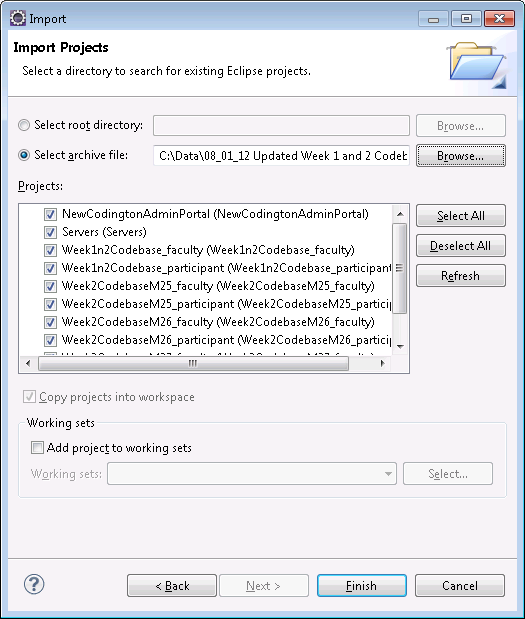 Import
Import Projects
Select a directory to search for existing Eclipse projects.
Select root directory:
Browse...
Select archive file:
C:\Data\08_01_12 Updated Week 1 and 2 Codeb
Browse...
Projects:
NewCodingtonAdminPortal (NewCodingtonAdminPortal)
Servers (Servers)
Week1n2Codebase_faculty (Week1n2Codebase_faculty)
Week1n2Codebase_participant (Week1n2Codebase_participant
Week2CodebaseM25_faculty (Week2CodebaseM25_faculty)
Week2CodebaseM25_participant (Week2CodebaseM25_partici
Week2CodebaseM26_faculty (Week2CodebaseM26_faculty)
Week2CodebaseM26_participant (Week2CodebaseM26_partici
Select All
Deselect All
Refresh
Copy projects into workspace
Working sets
Add project to working sets
Working sets:
Select...
?
< Back
Next >
Finish
Cancel